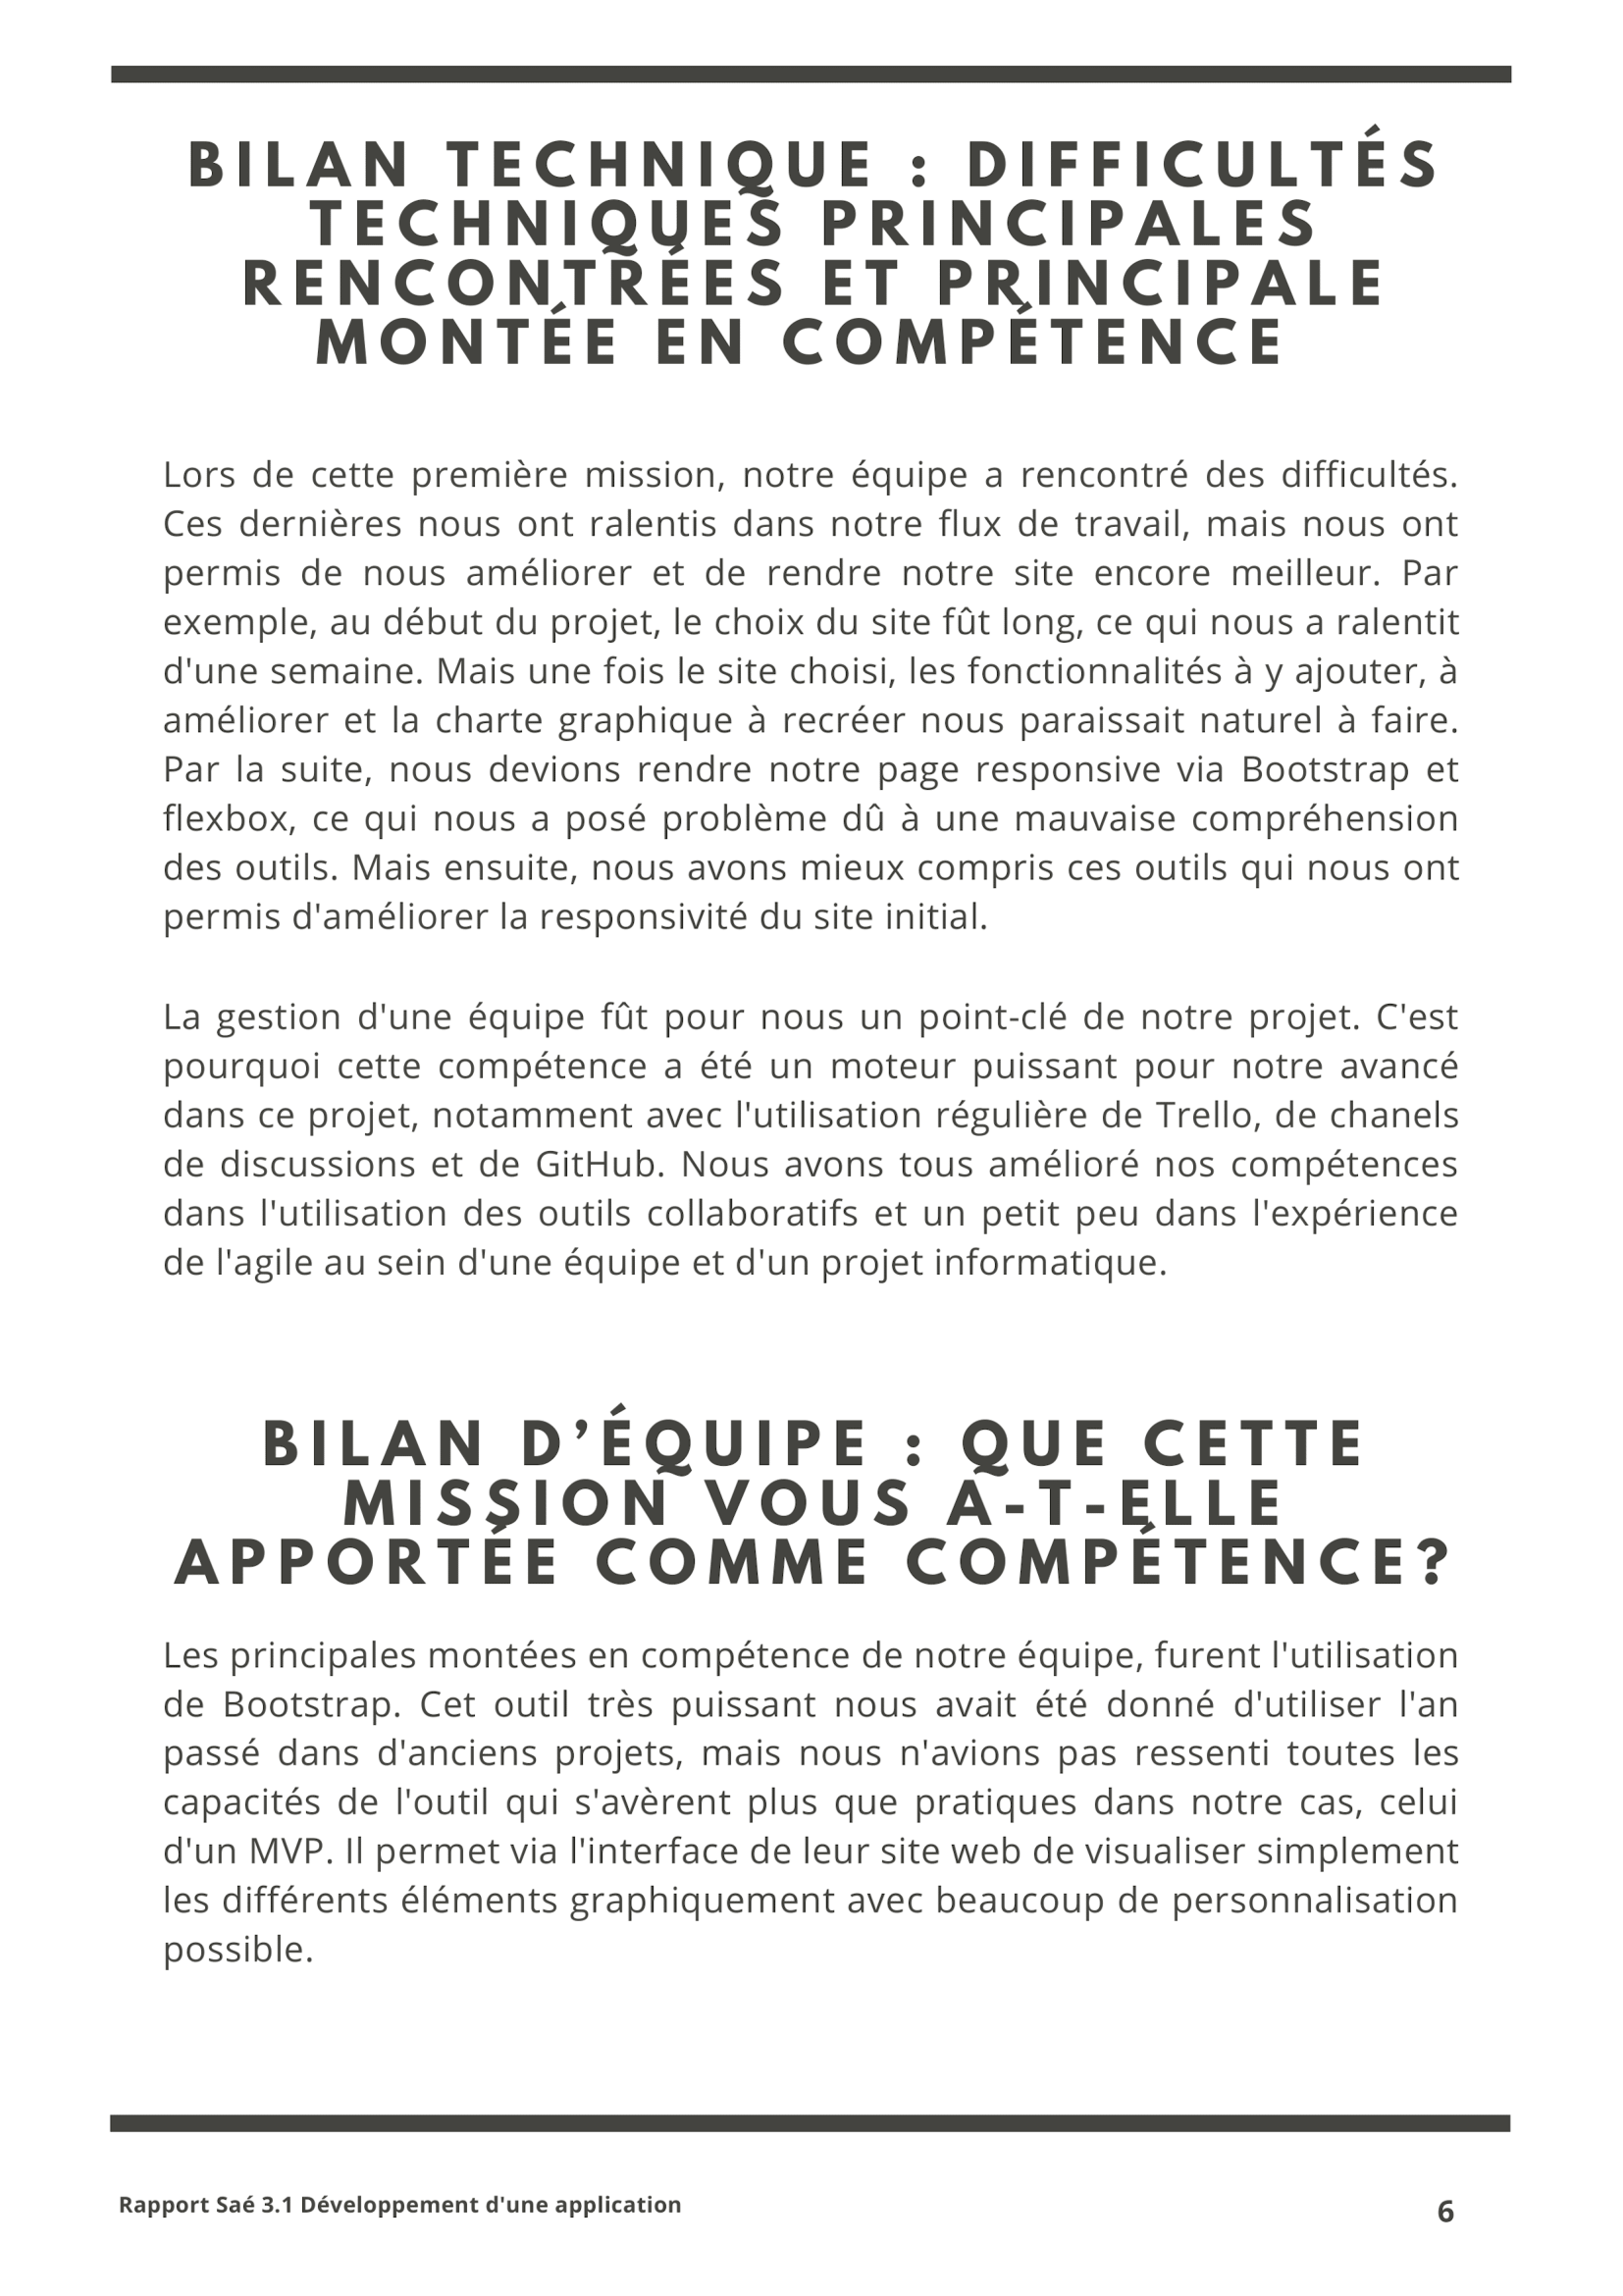 BILAN TECHNIQUE : DIFFICULTÉS
TECHNIQUES PRINCIPALES
RENCONTRÉES ET PRINCIPALE
MONTÉE EN COMPÉTENCE
Lors de cette première mission, notre équipe a rencontré des difficultés.
Ces dernières nous ont ralentis dans notre flux de travail, mais nous ont
permis de nous améliorer et de rendre notre site encore meilleur. Par
exemple, au début du projet, le choix du site fût long, ce qui nous a ralentit
d'une semaine. Mais une fois le site choisi, les fonctionnalités à y ajouter, à
améliorer et la charte graphique à recréer nous paraissait naturel à faire.
Par la suite, nous devions rendre notre page responsive via Bootstrap et
flexbox, ce qui nous a posé problème dû à une mauvaise compréhension
des outils. Mais ensuite, nous avons mieux compris ces outils qui nous ont
permis d'améliorer la responsivité du site initial.
La gestion d'une équipe fût pour nous un point-clé de notre projet. C'est
pourquoi cette compétence a été un moteur puissant pour notre avancé
dans ce projet, notamment avec l'utilisation régulière de Trello, de chanels
de discussions et de GitHub. Nous avons tous amélioré nos compétences
dans l'utilisation des outils collaboratifs et un petit peu dans l'expérience
de l'agile au sein d'une équipe et d'un projet informatique.
BILAN D’ÉQUIPE : QUE CETTE
MISSION VOUS A-T-ELLE
APPORTÉE COMME COMPÉTENCE?
Les principales montées en compétence de notre équipe, furent l'utilisation
de Bootstrap. Cet outil très puissant nous avait été donné d'utiliser l'an
passé dans d'anciens projets, mais nous n'avions pas ressenti toutes les
capacités de l'outil qui s'avèrent plus que pratiques dans notre cas, celui
d'un MVP. Il permet via l'interface de leur site web de visualiser simplement
les différents éléments graphiquement avec beaucoup de personnalisation
possible.
Rapport Saé 3.1 Développement d'une application
6